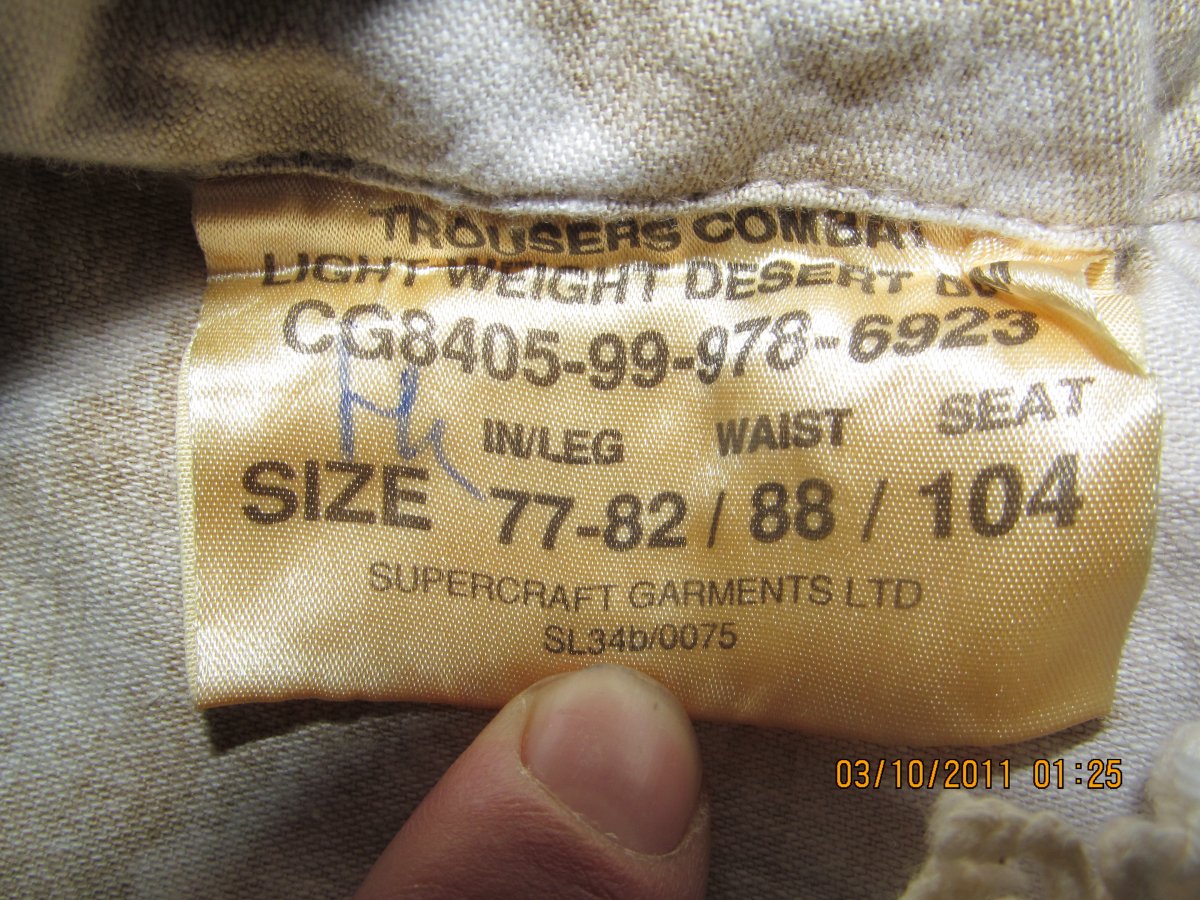 TROUSERS COMBAT
LIGHT WEIGHT DESERT
CG8405-99-978-6923
IN/LEG WAIST SEAT
SIZE 77-82 / 88 / 104
SUPERCRAFT GARMENTS LTD
SL34b/0075
03/10/2011 01:25